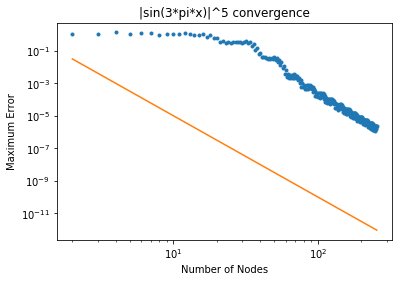 |sin(3*pi*x)|^5 convergence
10^{-1}
10^{-3}
10^{-5}
10^{-7}
10^{-9}
10^{-11}
Maximum Error
10^1
10^2
Number of Nodes